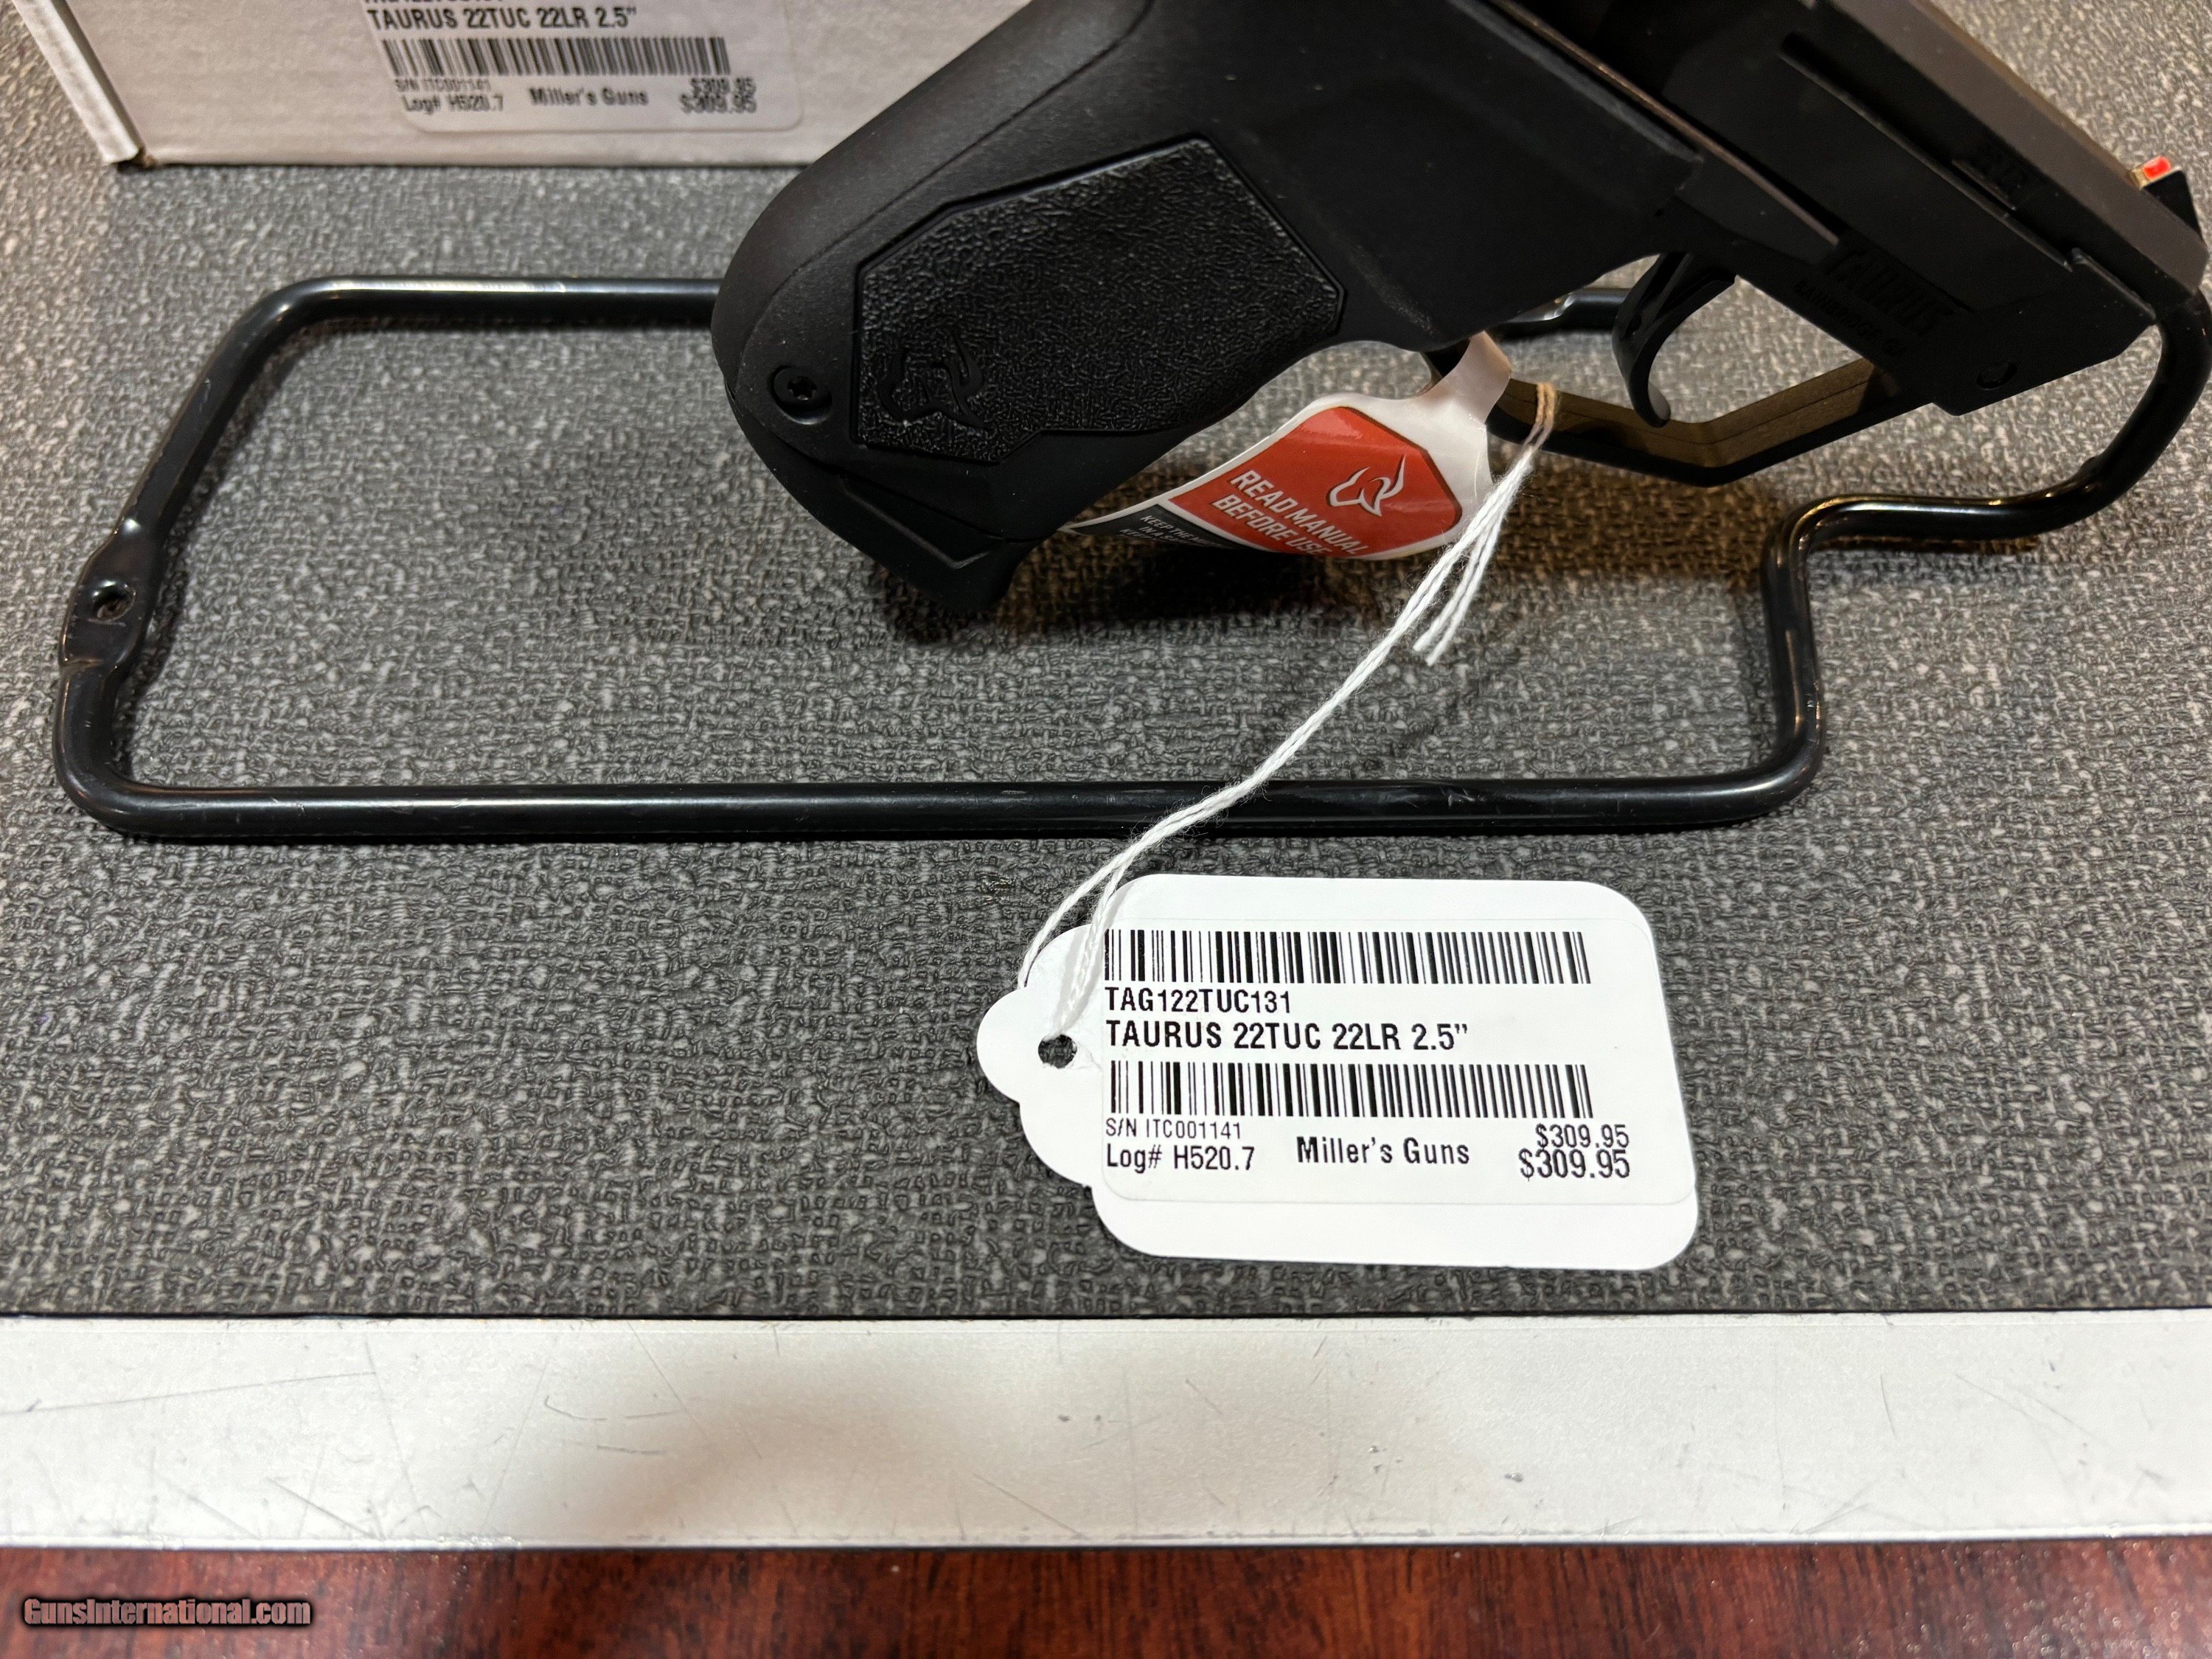 TAURUS 22TUC 22LR 2.5"
S/N ITC001141
$309.95
Log# H520.7
Miller's Guns
$309.95
TAURUS
READ MANUAL
BEFORE USE
TAG122TUC131
TAURUS 22TUC 22LR 2.5"
S/N ITC001141
$309.95
Log# H520.7
Miller's Guns
$309.95
GunsInternational.com